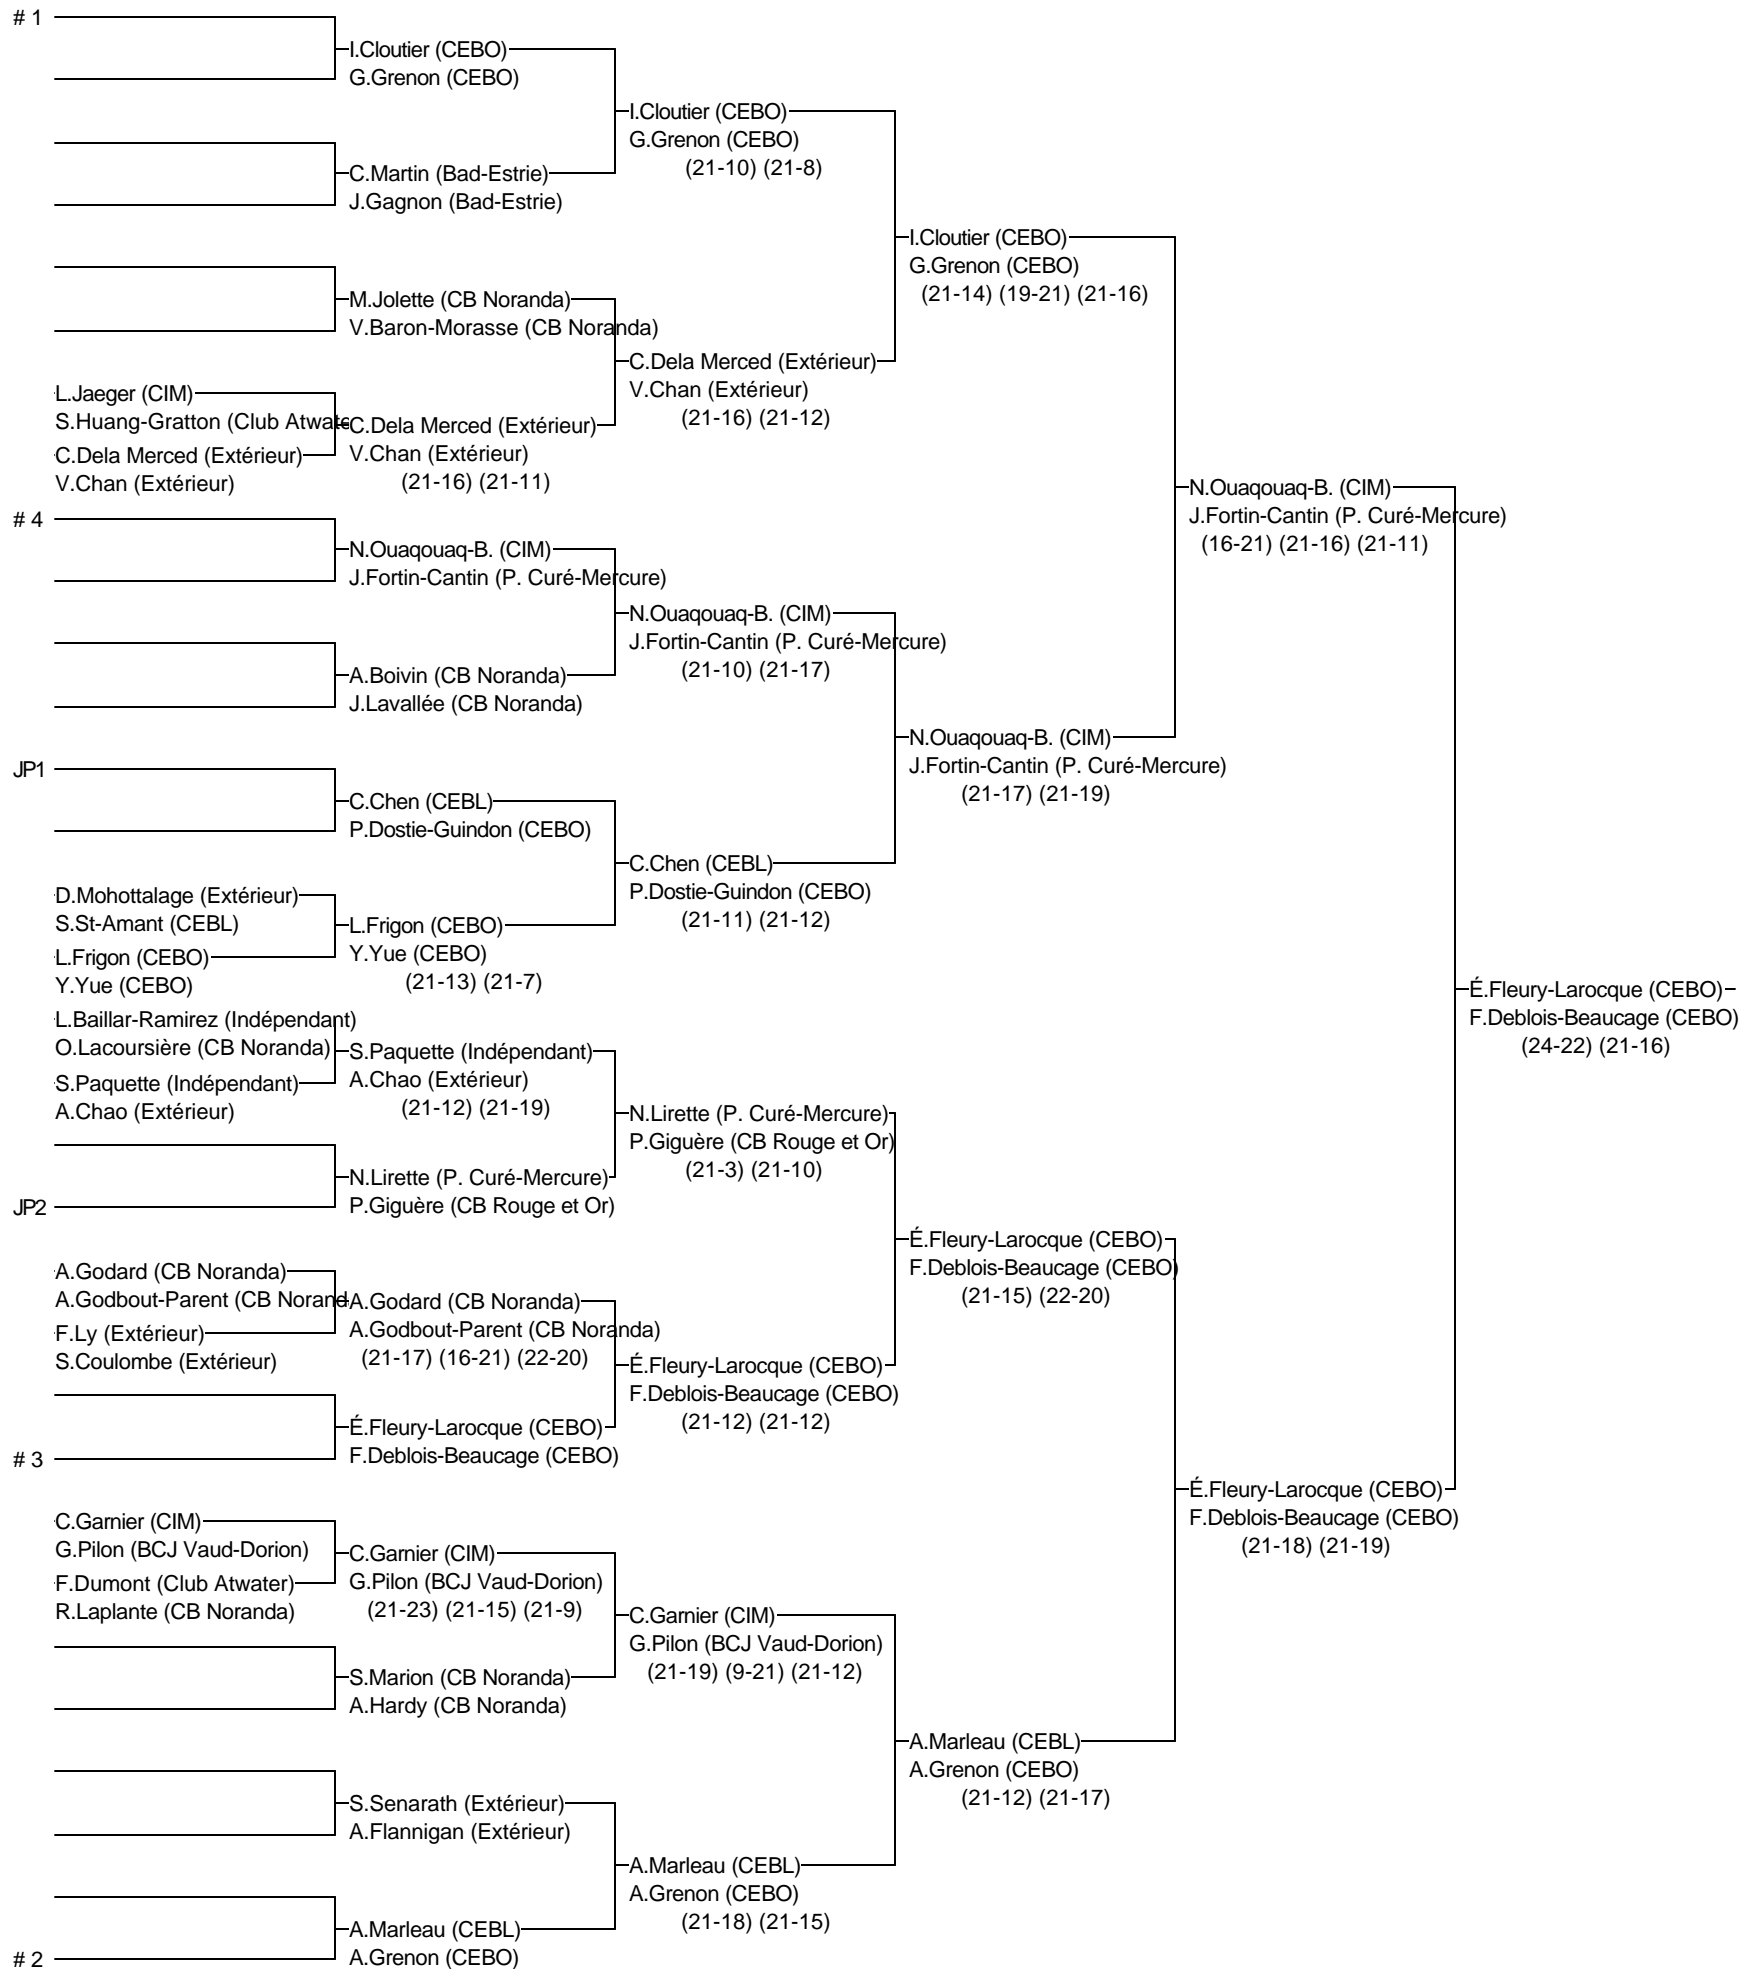 # 1
I.Cloutier (CEBO)
G.Grenon (CEBO)
I.Cloutier (CEBO)
G.Grenon (CEBO)
(21-10) (21-8)
C.Martin (Bad-Estrie)
J.Gagnon (Bad-Estrie)
I.Cloutier (CEBO)
G.Grenon (CEBO)
(21-14) (19-21) (21-16)
M.Jolette (CB Noranda)
V.Baron-Morasse (CB Noranda)
C.Dela Merced (Extérieur)
V.Chan (Extérieur)
(21-16) (21-12)
L.Jaeger (CIM)
S.Huang-Gratton (Club Atwate
C.Dela Merced (Extérieur)
V.Chan (Extérieur)
C.Dela Merced (Extérieur)
V.Chan (Extérieur)
(21-16) (21-11)
N.Ouaqouaq-B. (CIM)
J.Fortin-Cantin (P. Curé-Mercure)
(16-21) (21-16) (21-11)
# 4
N.Ouaqouaq-B. (CIM)
J.Fortin-Cantin (P. Curé-Mercure)
N.Ouaqouaq-B. (CIM)
J.Fortin-Cantin (P. Curé-Mercure)
(21-10) (21-17)
A.Boivin (CB Noranda)
J.Lavallée (CB Noranda)
N.Ouaqouaq-B. (CIM)
J.Fortin-Cantin (P. Curé-Mercure)
(21-17) (21-19)
JP1
C.Chen (CEBL)
P.Dostie-Guindon (CEBO)
C.Chen (CEBL)
P.Dostie-Guindon (CEBO)
(21-11) (21-12)
D.Mohottalage (Extérieur)
S.St-Amant (CEBL)
L.Frigon (CEBO)
Y.Yue (CEBO)
L.Frigon (CEBO)
Y.Yue (CEBO)
(21-13) (21-7)
É.Fleury-Larocque (CEBO)
F.Deblois-Beaucage (CEBO)
(24-22) (21-16)
L.Baillar-Ramirez (Indépendant)
O.Lacoursière (CB Noranda)
S.Paquette (Indépendant)
A.Chao (Extérieur)
S.Paquette (Indépendant)
A.Chao (Extérieur)
(21-12) (21-19)
N.Lirette (P. Curé-Mercure)
P.Giguère (CB Rouge et Or)
(21-3) (21-10)
N.Lirette (P. Curé-Mercure)
P.Giguère (CB Rouge et Or)
JP2
É.Fleury-Larocque (CEBO)
F.Deblois-Beaucage (CEBO)
(21-15) (22-20)
A.Godard (CB Noranda)
A.Godbout-Parent (CB Norand
F.Ly (Extérieur)
S.Coulombe (Extérieur)
A.Godard (CB Noranda)
A.Godbout-Parent (CB Noranda)
(21-17) (16-21) (22-20)
É.Fleury-Larocque (CEBO)
F.Deblois-Beaucage (CEBO)
(21-12) (21-12)
É.Fleury-Larocque (CEBO)
F.Deblois-Beaucage (CEBO)
# 3
É.Fleury-Larocque (CEBO)
F.Deblois-Beaucage (CEBO)
(21-18) (21-19)
C.Garnier (CIM)
G.Pilon (BCJ Vaud-Dorion)
F.Dumont (Club Atwater)
R.Laplante (CB Noranda)
C.Garnier (CIM)
G.Pilon (BCJ Vaud-Dorion)
(21-23) (21-15) (21-9)
C.Garnier (CIM)
G.Pilon (BCJ Vaud-Dorion)
(21-19) (9-21) (21-12)
S.Marion (CB Noranda)
A.Hardy (CB Noranda)
A.Marleau (CEBL)
A.Grenon (CEBO)
(21-12) (21-17)
S.Senarath (Extérieur)
A.Flannigan (Extérieur)
A.Marleau (CEBL)
A.Grenon (CEBO)
(21-18) (21-15)
A.Marleau (CEBL)
A.Grenon (CEBO)
# 2